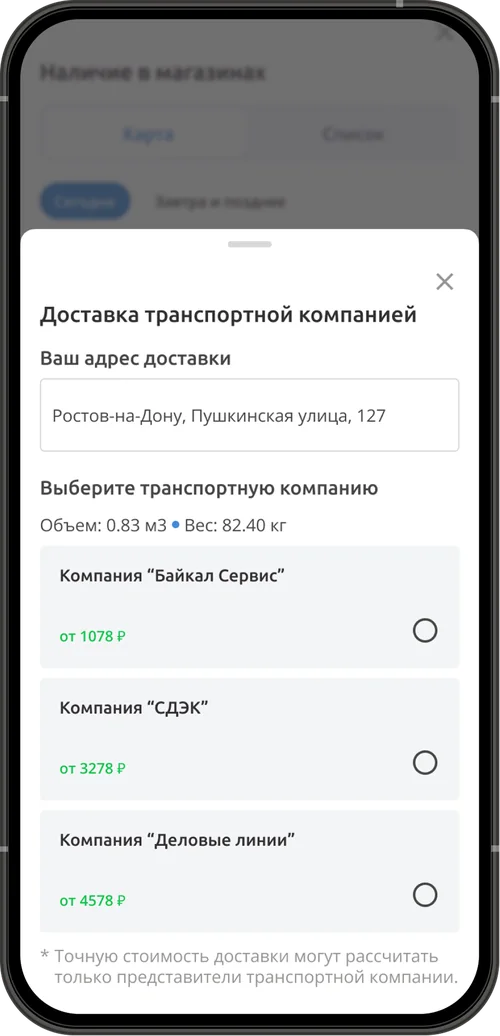 Наличие в магазинах
Карта Список
Сегодня Завтра и позднее
Доставка транспортной компанией
Ваш адрес доставки
Ростов-на-Дону, Пушкинская улица, 127
Выберите транспортную компанию
Объем: 0.83 м3 • Вес: 82.40 кг
Компания “Байкал Сервис”
от 1078 ₽
Компания “СДЭК”
от 3278 ₽
Компания “Деловые линии”
от 4578 ₽
* Точную стоимость доставки могут рассчитать
только представители транспортной компании.